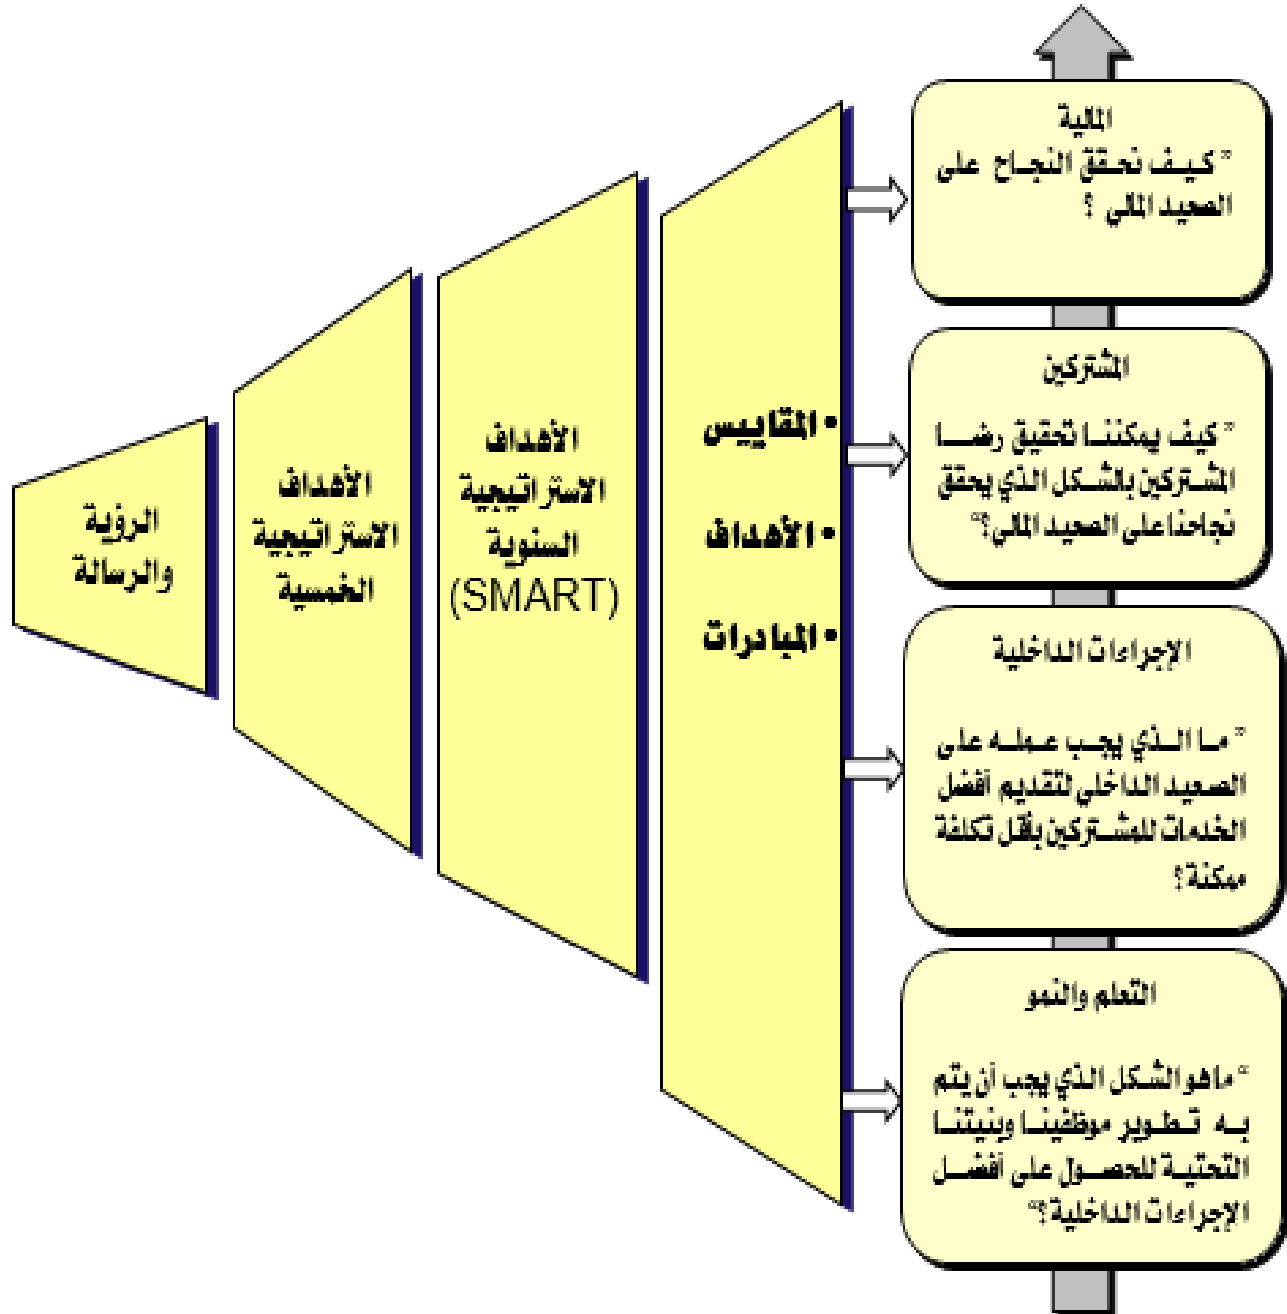 الرؤية
والرسالة
الأهداف
الاستراتيجية
الخمسية
الأهداف
الاستراتيجية
السنوية
(SMART)
• المقاييس
• الأهداف
• المبادرات
المالية
" كيف نحقق النجاح على
الصعيد المالي ؟
المشتركين
" كيف يمكننا تحقيق رضا
المشتركين بالشكل الذي يحقق
نجاحنا على الصعيد المالي؟"
الإجراءات الداخلية
" ما الذي يجب عمله على
الصعيد الداخلي لتقديم أفضل
الخدمات للمشتركين بأقل تكلفة
ممكنة؟
التعلم والنمو
" ماهو الشكل الذي يجب أن يتم
به تطوير موظفينا وبنيتنا
التحتية للحصول على أفضل
الإجراءات الداخلية؟"